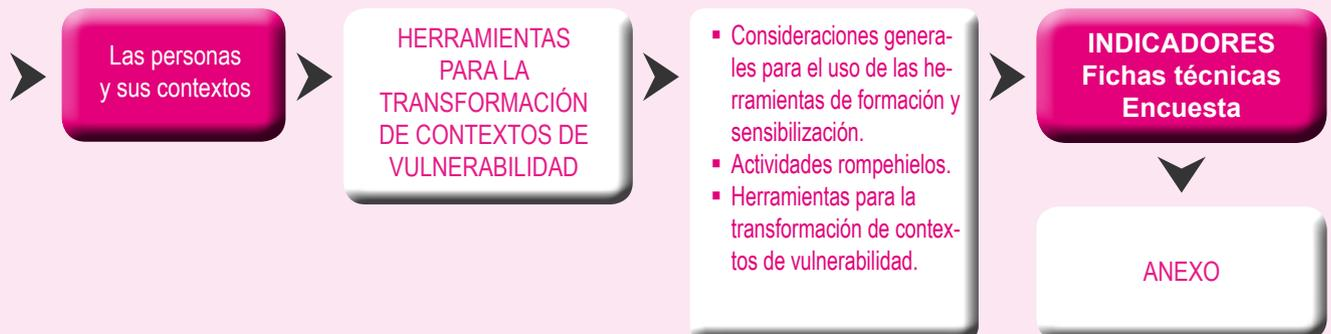 Las personas
y sus contextos
HERRAMIENTAS
PARA LA
TRANSFORMACIÓN
DE CONTEXTOS DE
VULNERABILIDAD
▪ Consideraciones genera-
les para el uso de las he-
rramientas de formación y
sensibilización.
▪ Actividades rompehielos.
▪ Herramientas para la
transformación de contex-
tos de vulnerabilidad.
INDICADORES
Fichas técnicas
Encuesta
ANEXO